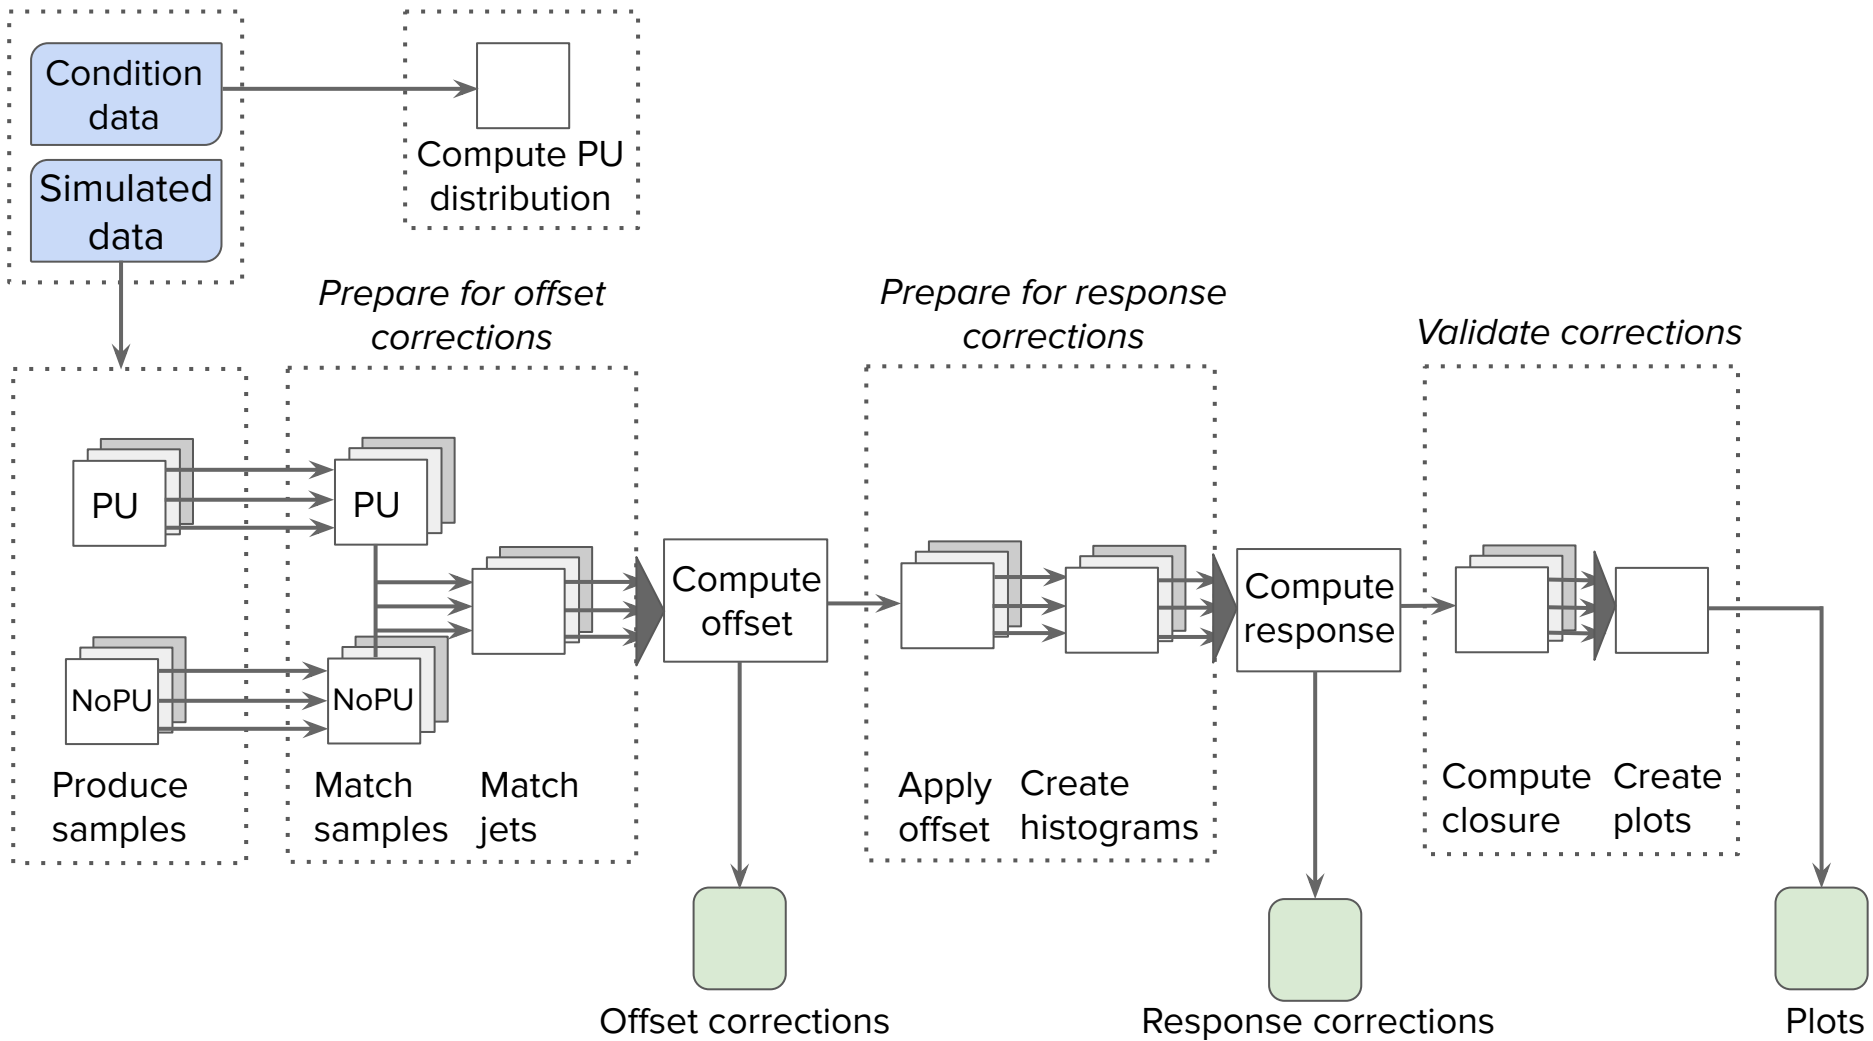 Condition
data
Simulated
data
Compute PU
distribution
Prepare for offset
corrections
Prepare for response
corrections
Validate corrections
PU
NoPU
Produce
samples
PU
NoPU
Match
samples
Match
jets
Compute
offset
Apply
offset
Create
histograms
Compute
response
Compute
closure
Create
plots
Offset corrections
Response corrections
Plots